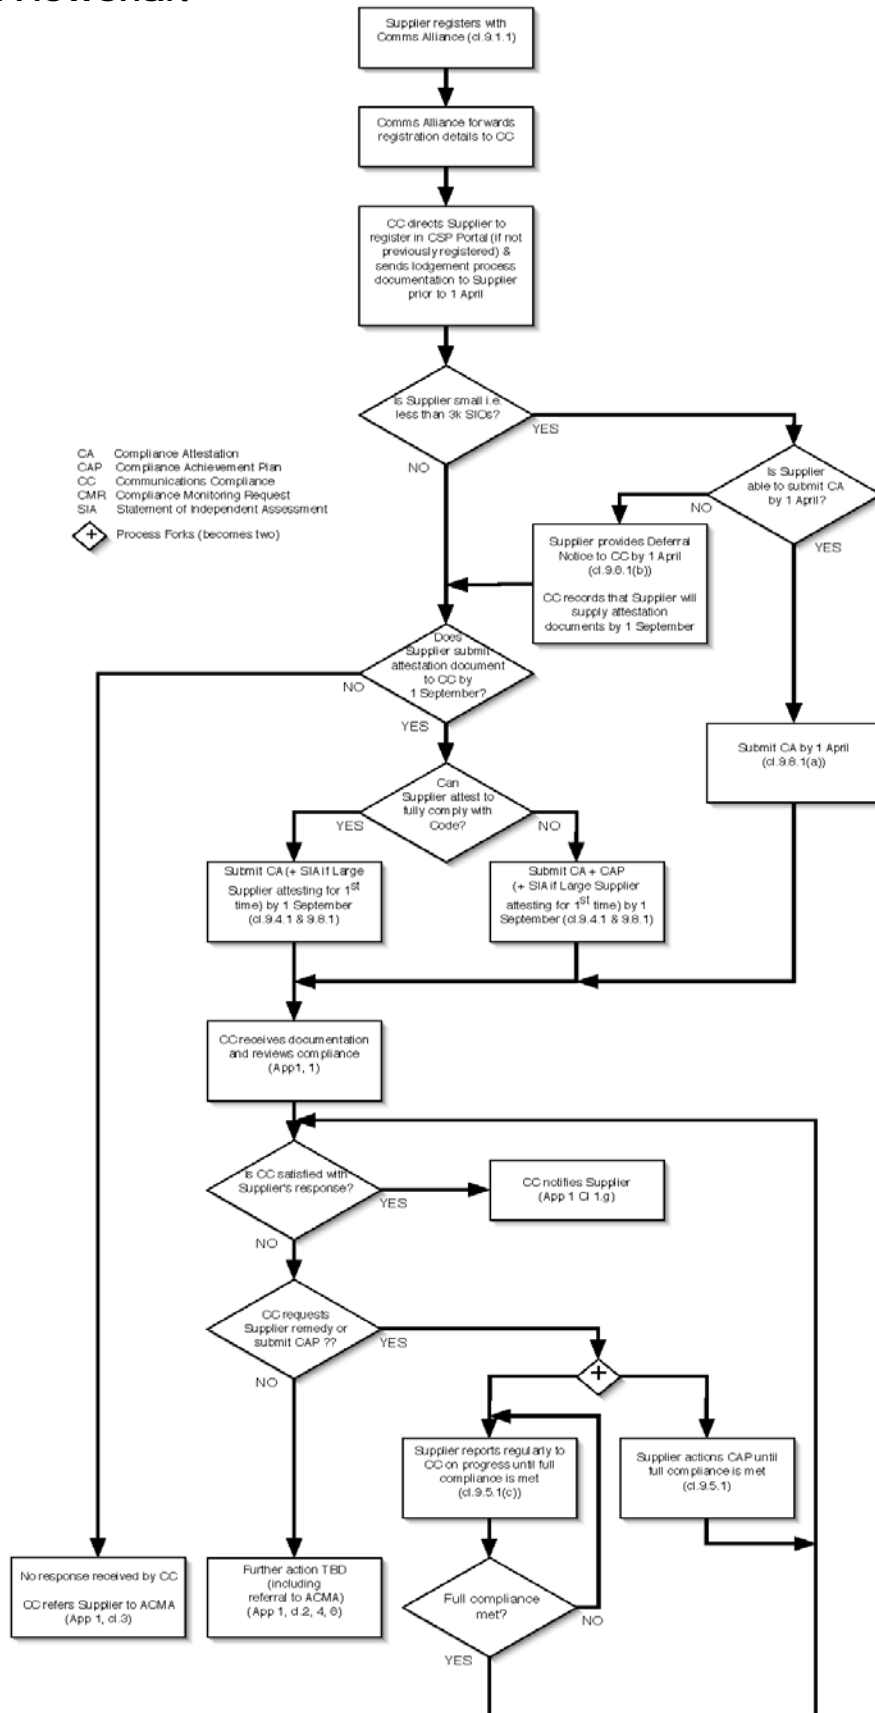 Supplier registers with
Comms Alliance (cl.9.1.1)
Comms Alliance forwards
registration details to CC
CC directs Supplier to
register in CSP Portal (if not
previously registered) &
sends lodgement process
documentation to Supplier
prior to 1 April
Is Supplier small i.e.
less than 3k SIOs?
YES
NO
CA Compliance Attestation
CAP Compliance Achievement Plan
CC Communications Compliance
CMR Compliance Monitoring Request
SIA Statement of Independent Assessment
+ Process Forks (becomes two)
Is Supplier
able to submit CA
by 1 April?
NO
YES
Supplier provides Deferral
Notice to CC by 1 April
(cl.9.8.1(b))
CC records that Supplier will
supply attestation
documents by 1 September
Does
Supplier submit
attestation document
to CC by
1 September?
NO
YES
Submit CA by 1 April
(cl.9.8.1(a))
Can
Supplier attest to
fully comply with
Code?
YES
NO
Submit CA (+ SIA if Large
Supplier attesting for 1st
time) by 1 September
(cl.9.4.1 & 9.8.1)
Submit CA + CAP
(+ SIA if Large Supplier
attesting for 1st time) by 1
September (cl.9.4.1 & 9.8.1)
CC receives documentation
and reviews compliance
(App1, 1)
Is CC satisfied with
Supplier's response?
YES
NO
CC notifies Supplier
(App 1 Cl 1.g)
CC requests
Supplier remedy or
submit CAP ??
YES
NO
+
Supplier reports regularly to
CC on progress until full
compliance is met
(cl.9.5.1(c))
Supplier actions CAP until
full compliance is met
(cl.9.5.1)
No response received by CC
CC refers Supplier to ACMA
(App 1, cl.3)
Further action TBD
(including
referral to ACMA)
(App 1, cl.2, 4, 6)
Full compliance
met?
NO
YES